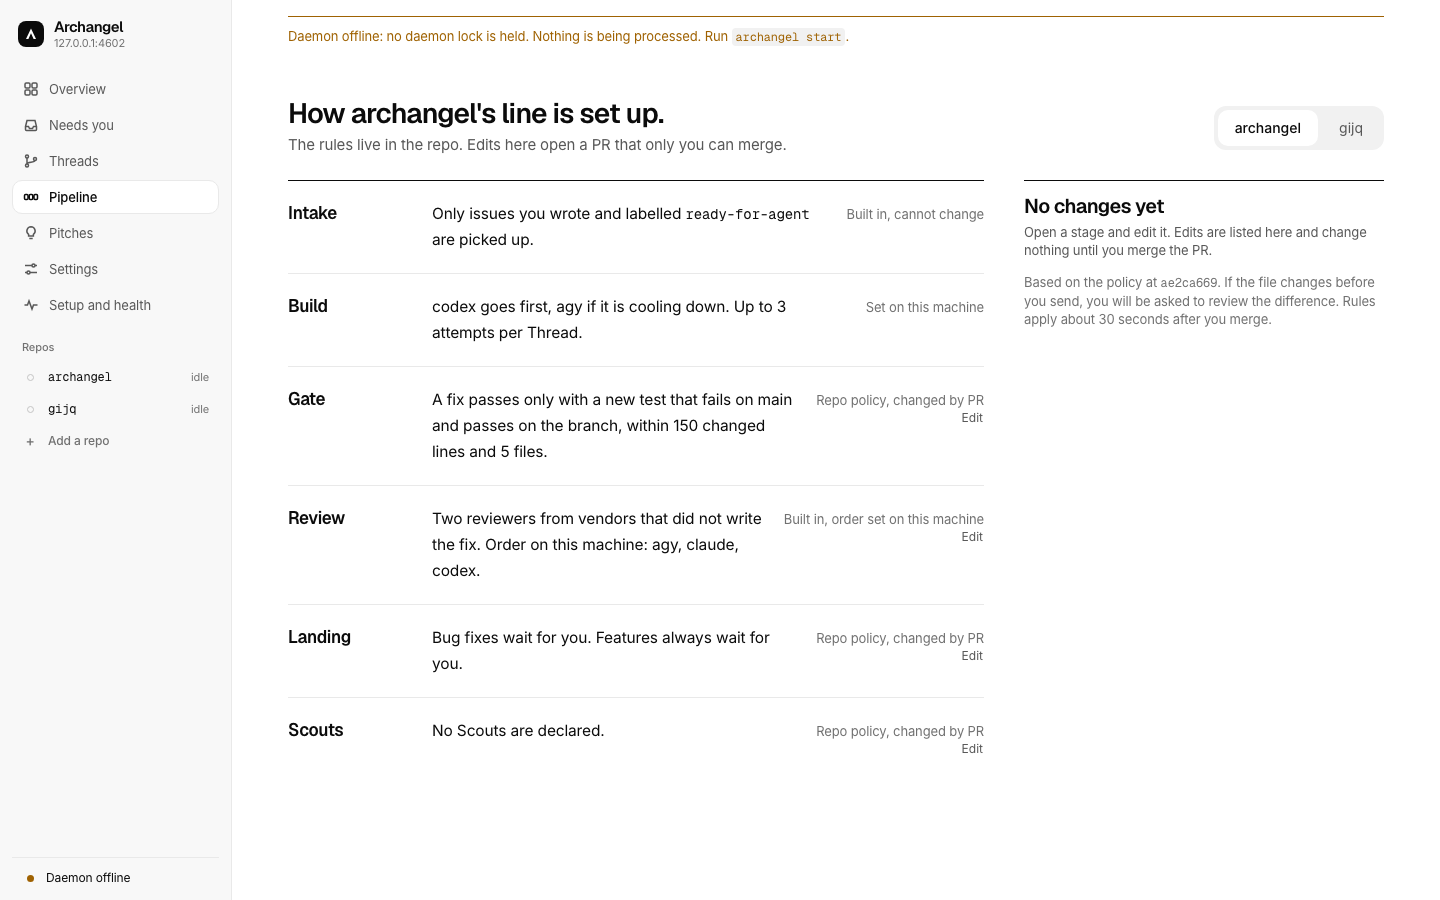 Archangel
127.0.0.1:4602
Overview
Needs you
Threads
Pipeline
Pitches
Settings
Setup and health
Repos
archangel idle
gijq idle
+ Add a repo
Daemon offline
Daemon offline: no daemon lock is held. Nothing is being processed. Run archangel start.
How archangel's line is set up.
The rules live in the repo. Edits here open a PR that only you can merge.
archangel gijq
Intake
Only issues you wrote and labelled ready-for-agent
are picked up.
Built in, cannot change
Build
codex goes first, agy if it is cooling down. Up to 3
attempts per Thread.
Set on this machine
Gate
A fix passes only with a new test that fails on main
and passes on the branch, within 150 changed
lines and 5 files.
Repo policy, changed by PR
Edit
Review
Two reviewers from vendors that did not write
the fix. Order on this machine: agy, claude,
codex.
Built in, order set on this machine
Edit
Landing
Bug fixes wait for you. Features always wait for
you.
Repo policy, changed by PR
Edit
Scouts
No Scouts are declared.
Repo policy, changed by PR
Edit
No changes yet
Open a stage and edit it. Edits are listed here and change
nothing until you merge the PR.
Based on the policy at ae2ca669. If the file changes before
you send, you will be asked to review the difference. Rules
apply about 30 seconds after you merge.